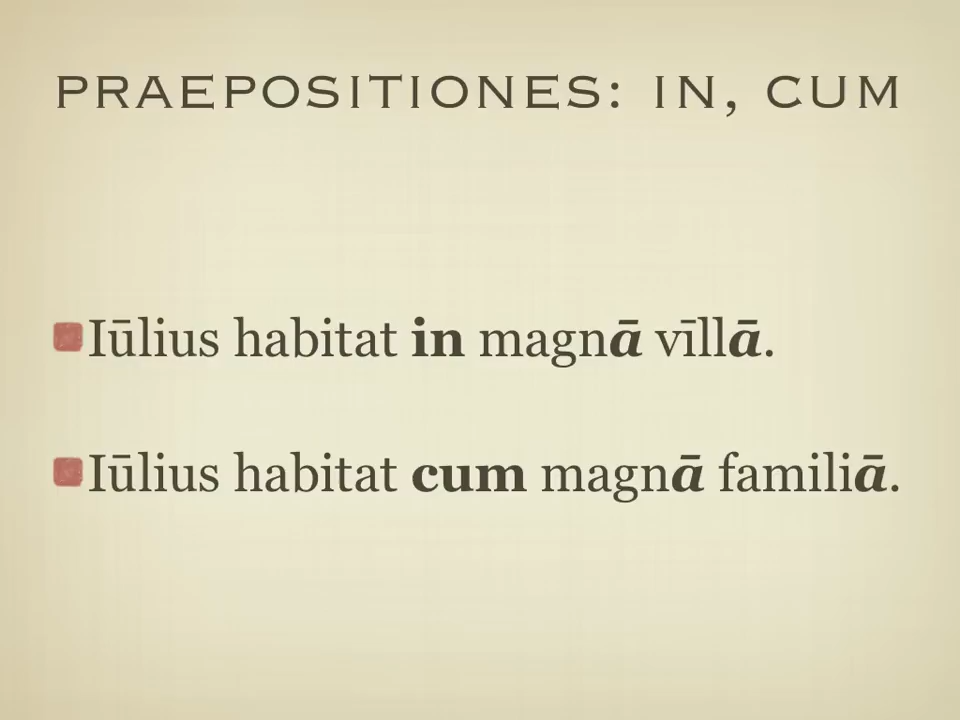 PRAEPOSITIONES: IN, CUM
Iūlius habitat in magnā vīllā.
Iūlius habitat cum magnā familiā.